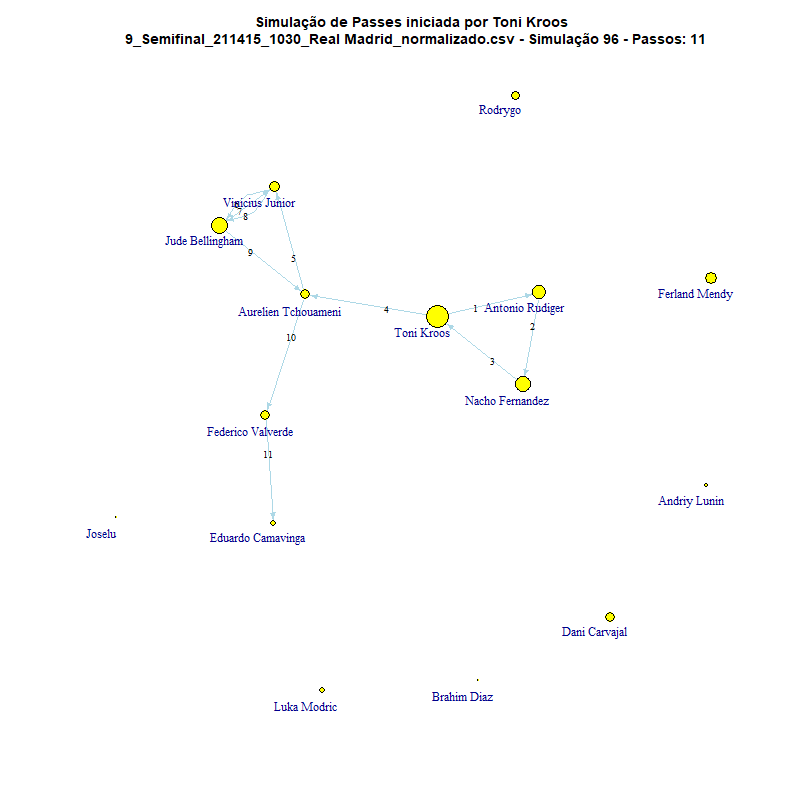 Simulação de Passes iniciada por Toni Kroos
9_Semifinal_211415_1030_Real Madrid_normalizado.csv - Simulação 96 - Passos: 11
Rodrygo
Vinicius Junior
7
8
Jude Bellingham
9
5
Ferland Mendy
Aurelien Tchouameni
4
1
Antonio Rudiger
Toni Kroos
2
10
3
Nacho Fernandez
Federico Valverde
11
Andriy Lunin
Joselu
Eduardo Camavinga
Dani Carvajal
Brahim Diaz
Luka Modric